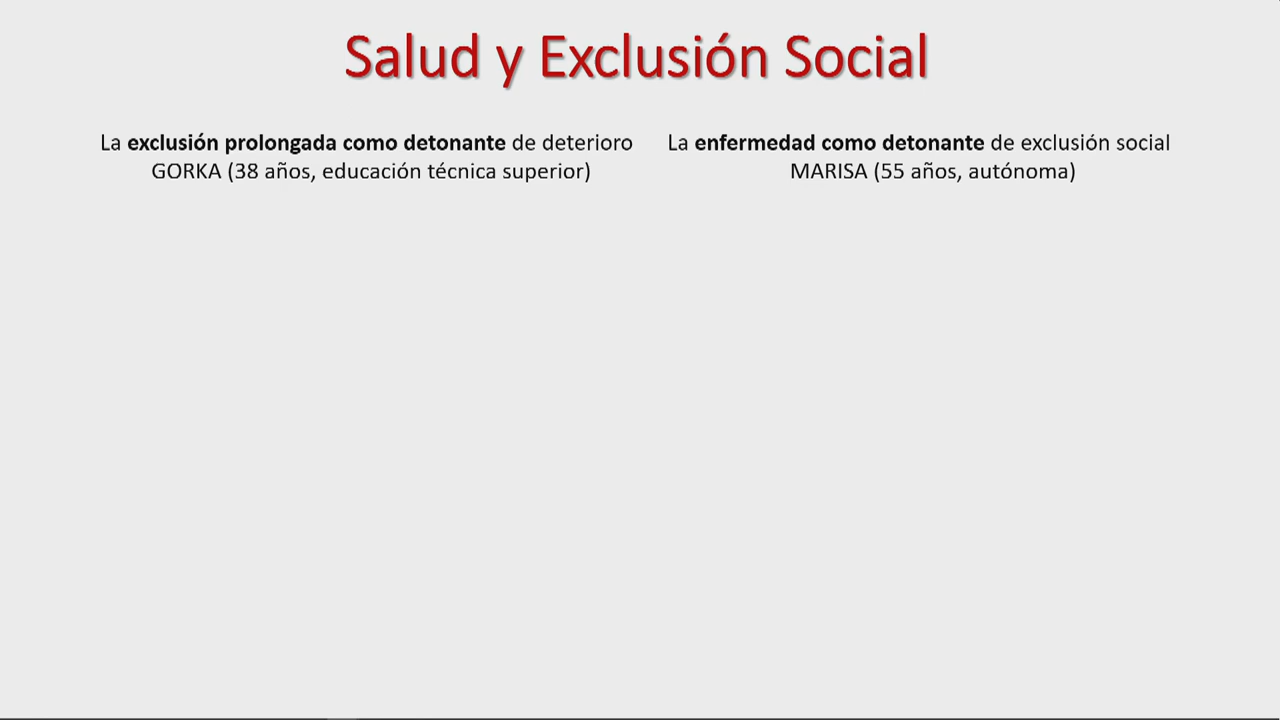 Salud y Exclusión Social
La exclusión prolongada como detonante de deterioro
GORKA (38 años, educación técnica superior)
La enfermedad como detonante de exclusión social
MARISA (55 años, autónoma)